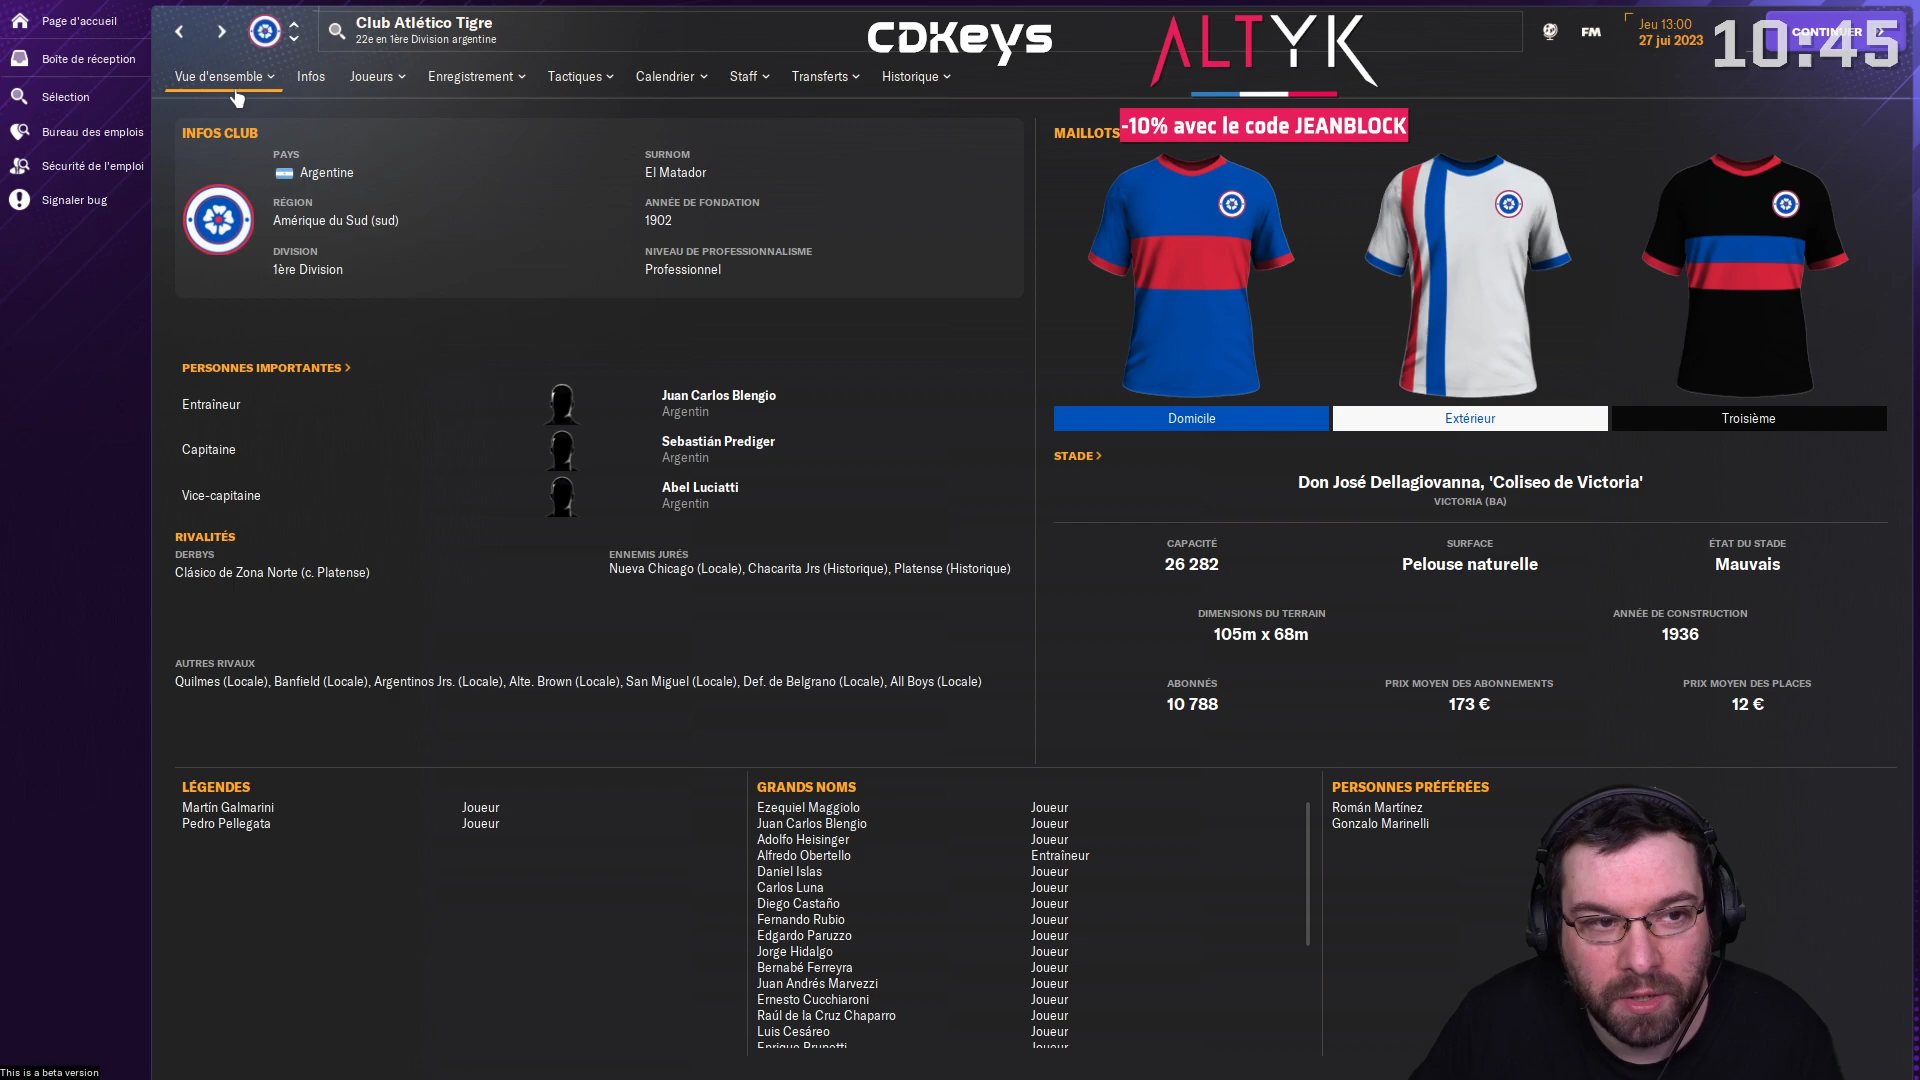 Page d'accueil
Boîte de réception
Sélection
Bureau des emplois
Sécurité de l'emploi
Signaler bug
Club Atlético Tigre
22e en 1ère Division argentine
CDKeys
ALTYK
FM
Jeu 13:00
27 jui 2023
CONTINUER
10:45
Vue d'ensemble
Infos
Joueurs
Enregistrement
Tactiques
Calendrier
Staff
Transferts
Historique
INFOS CLUB
PAYS
Argentine
SURNOM
El Matador
RÉGION
Amérique du Sud (sud)
ANNÉE DE FONDATION
1902
DIVISION
1ère Division
NIVEAU DE PROFESSIONNALISME
Professionnel
MAILLOTS
-10% avec le code JEANBLOCK
Domicile
Extérieur
Troisième
PERSONNES IMPORTANTES
Entraîneur
Juan Carlos Blengio
Argentin
Capitaine
Sebastián Prediger
Argentin
Vice-capitaine
Abel Luciatti
Argentin
RIVALITÉS
DERBYS
Clásico de Zona Norte (c. Platense)
ENNEMIS JURÉS
Nueva Chicago (Locale), Chacarita Jrs (Historique), Platense (Historique)
AUTRES RIVAUX
Quilmes (Locale), Banfield (Locale), Argentinos Jrs. (Locale), Alte. Brown (Locale), San Miguel (Locale), Def. de Belgrano (Locale), All Boys (Locale)
STADE
Don José Dellagiovanna, 'Coliseo de Victoria'
VICTORIA (BA)
CAPACITÉ
26 282
SURFACE
Pelouse naturelle
ÉTAT DU STADE
Mauvais
DIMENSIONS DU TERRAIN
105m x 68m
ANNÉE DE CONSTRUCTION
1936
ABONNÉS
10 788
PRIX MOYEN DES ABONNEMENTS
173 €
PRIX MOYEN DES PLACES
12 €
LÉGENDES
Martín Galmarini Joueur
Pedro Pellegata Joueur
GRANDS NOMS
Ezequiel Maggiolo Joueur
Juan Carlos Blengio Joueur
Adolfo Heisinger Joueur
Alfredo Obertello Entraîneur
Daniel Islas Joueur
Carlos Luna Joueur
Diego Castaño Joueur
Fernando Rubio Joueur
Edgardo Paruzzo Joueur
Jorge Hidalgo Joueur
Bernabé Ferreyra Joueur
Juan Andrés Marvezzi Joueur
Ernesto Cucchiaroni Joueur
Raúl de la Cruz Chaparro Joueur
Luis Cesáreo Joueur
Enrique Brunetti Joueur
PERSONNES PRÉFÉRÉES
Román Martínez
Gonzalo Marinelli
This is a beta version